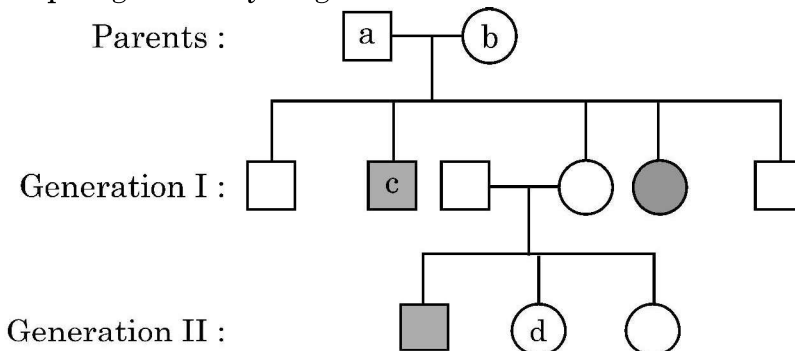 Parents : a b
Generation I : c
Generation II : d